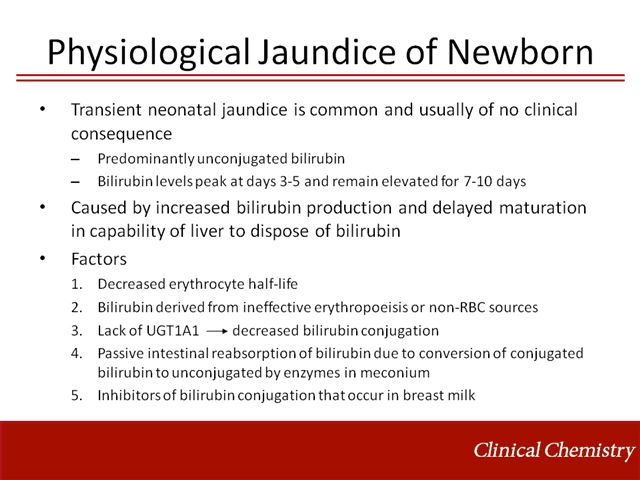 Physiological Jaundice of Newborn
• Transient neonatal jaundice is common and usually of no clinical
consequence
– Predominantly unconjugated bilirubin
– Bilirubin levels peak at days 3-5 and remain elevated for 7-10 days
• Caused by increased bilirubin production and delayed maturation
in capability of liver to dispose of bilirubin
• Factors
1. Decreased erythrocyte half-life
2. Bilirubin derived from ineffective erythropoeisis or non-RBC sources
3. Lack of UGT1A1 → decreased bilirubin conjugation
4. Passive intestinal reabsorption of bilirubin due to conversion of conjugated
bilirubin to unconjugated by enzymes in meconium
5. Inhibitors of bilirubin conjugation that occur in breast milk
Clinical Chemistry